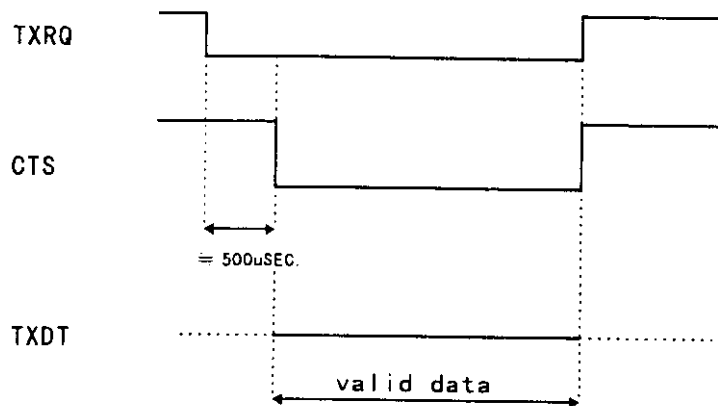 TXRQ
CTS
≒ 500uSEC.
TXDT
valid data